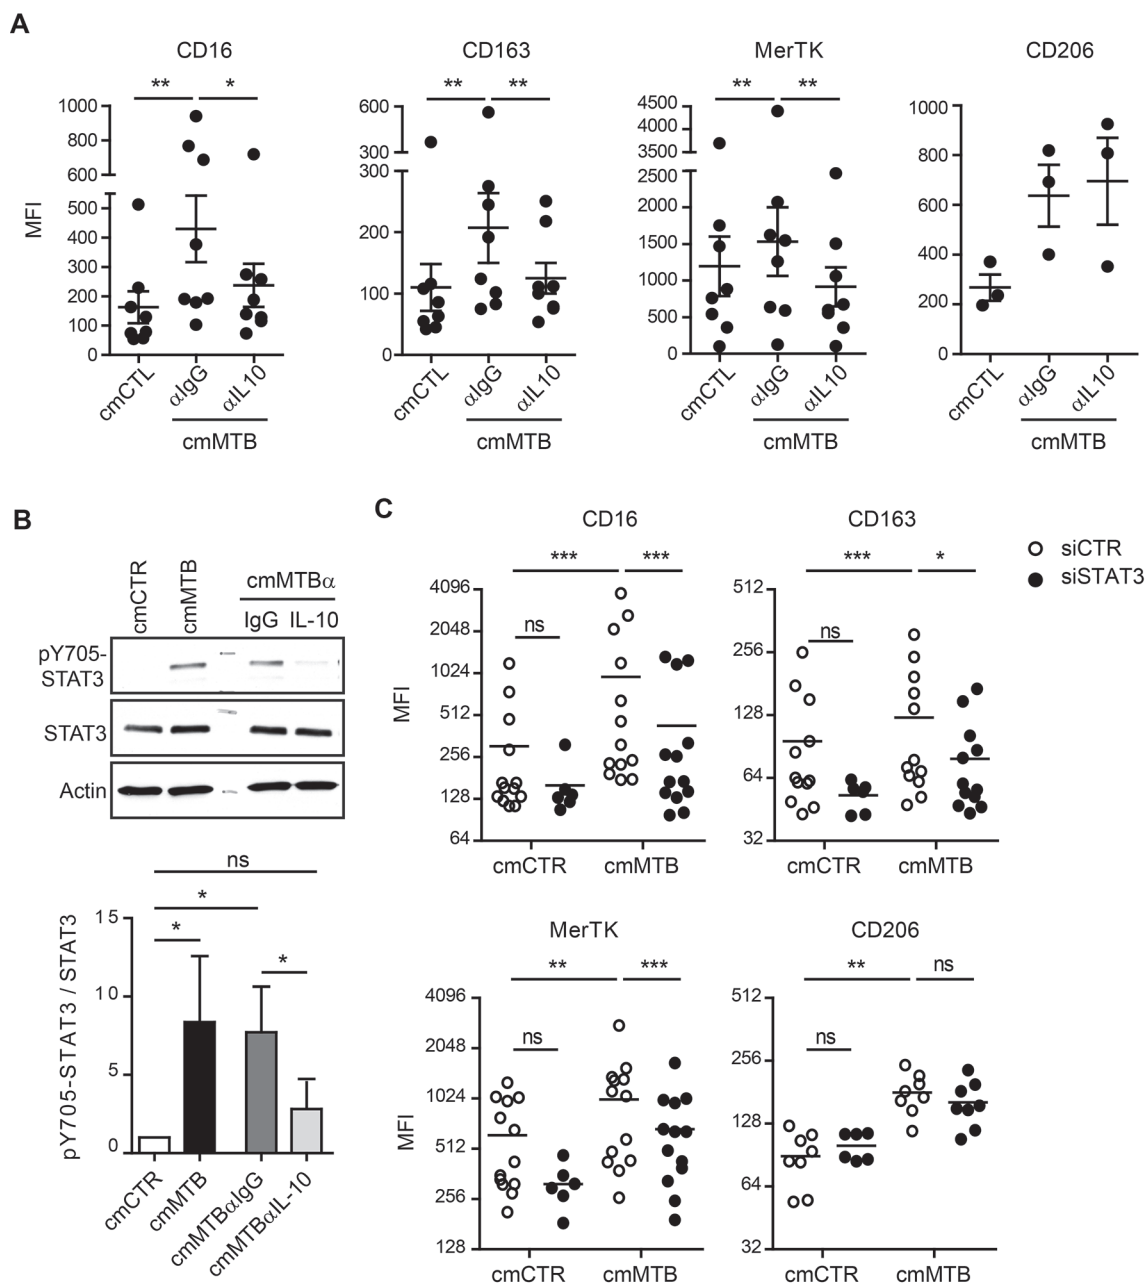 A
CD16
CD163
MerTK
CD206
** *
** **
** **
MFI
1000
800
600
500
400
300
200
100
0
600
300
300
200
100
0
4500
4000
3500
2500
2000
1500
1000
500
0
1000
800
600
400
200
0
cmCTL
αIgG
αIL10
cmMTB
cmCTL
αIgG
αIL10
cmMTB
cmCTL
αIgG
αIL10
cmMTB
cmCTL
αIgG
αIL10
cmMTB
B
cmCTR
cmMTB
cmMTBα
IgG IL-10
pY705-
STAT3
STAT3
Actin
ns
*
*
*
pY705-STAT3 / STAT3
15
10
5
0
cmCTR
cmMTB
cmMTBαIgG
cmMTBαIL-10
C
CD16
*** ***
ns
MFI
4096
2048
1024
512
256
128
64
cmCTR cmMTB
CD163
*** *
ns
512
256
128
64
32
cmCTR cmMTB
siCTR
siSTAT3
MerTK
** ***
ns
MFI
4096
2048
1024
512
256
128
cmCTR cmMTB
CD206
** ns
ns
512
256
128
64
32
cmCTR cmMTB